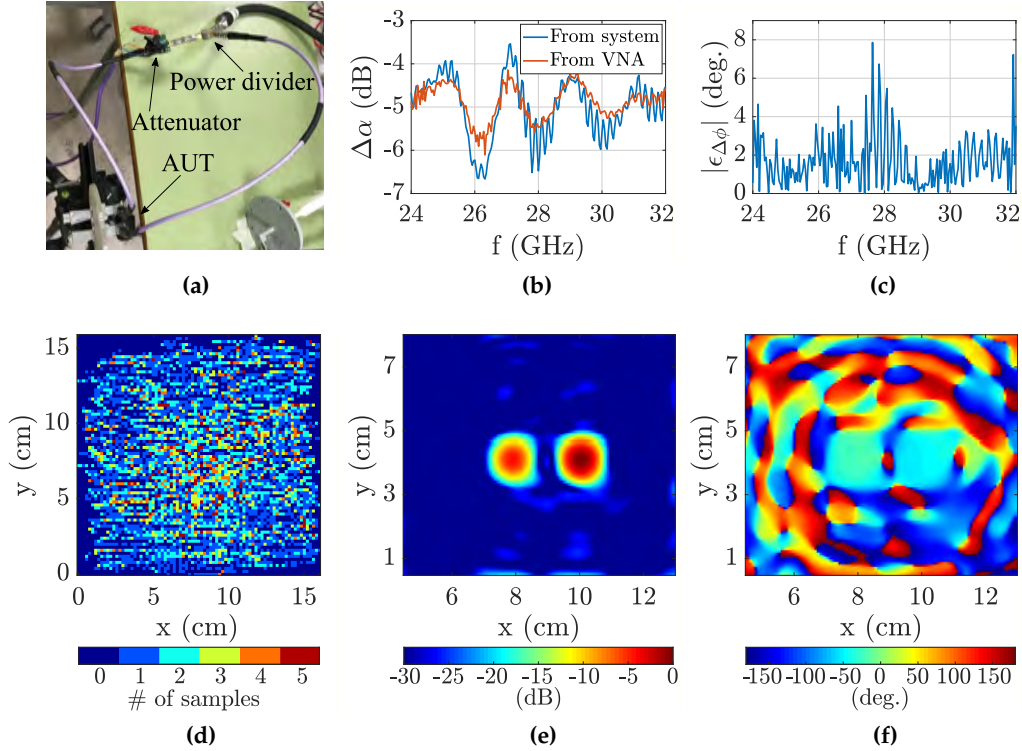 Power divider
Attenuator
AUT
(a)
Δα (dB)
-3
-4
-5
-6
-7
From system
From VNA
24 26 28 30 32
f (GHz)
(b)
|ϵΔϕ| (deg.)
8
6
4
2
0
24 26 28 30 32
f (GHz)
(c)
y (cm)
15
10
5
0
0 5 10 15
x (cm)
0 1 2 3 4 5
# of samples
(d)
y (cm)
7
5
3
1
6 8 10 12
x (cm)
-30 -25 -20 -15 -10 -5 0
(dB)
(e)
y (cm)
7
5
3
1
6 8 10 12
x (cm)
-150 -100 -50 0 50 100 150
(deg.)
(f)